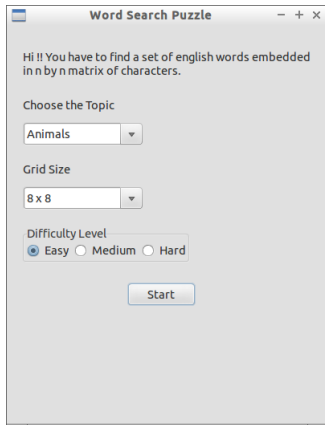 Word Search Puzzle
Hi !! You have to find a set of english words embedded
in n by n matrix of characters.
Choose the Topic
Animals
Grid Size
8 x 8
Difficulty Level
Easy Medium Hard
Start